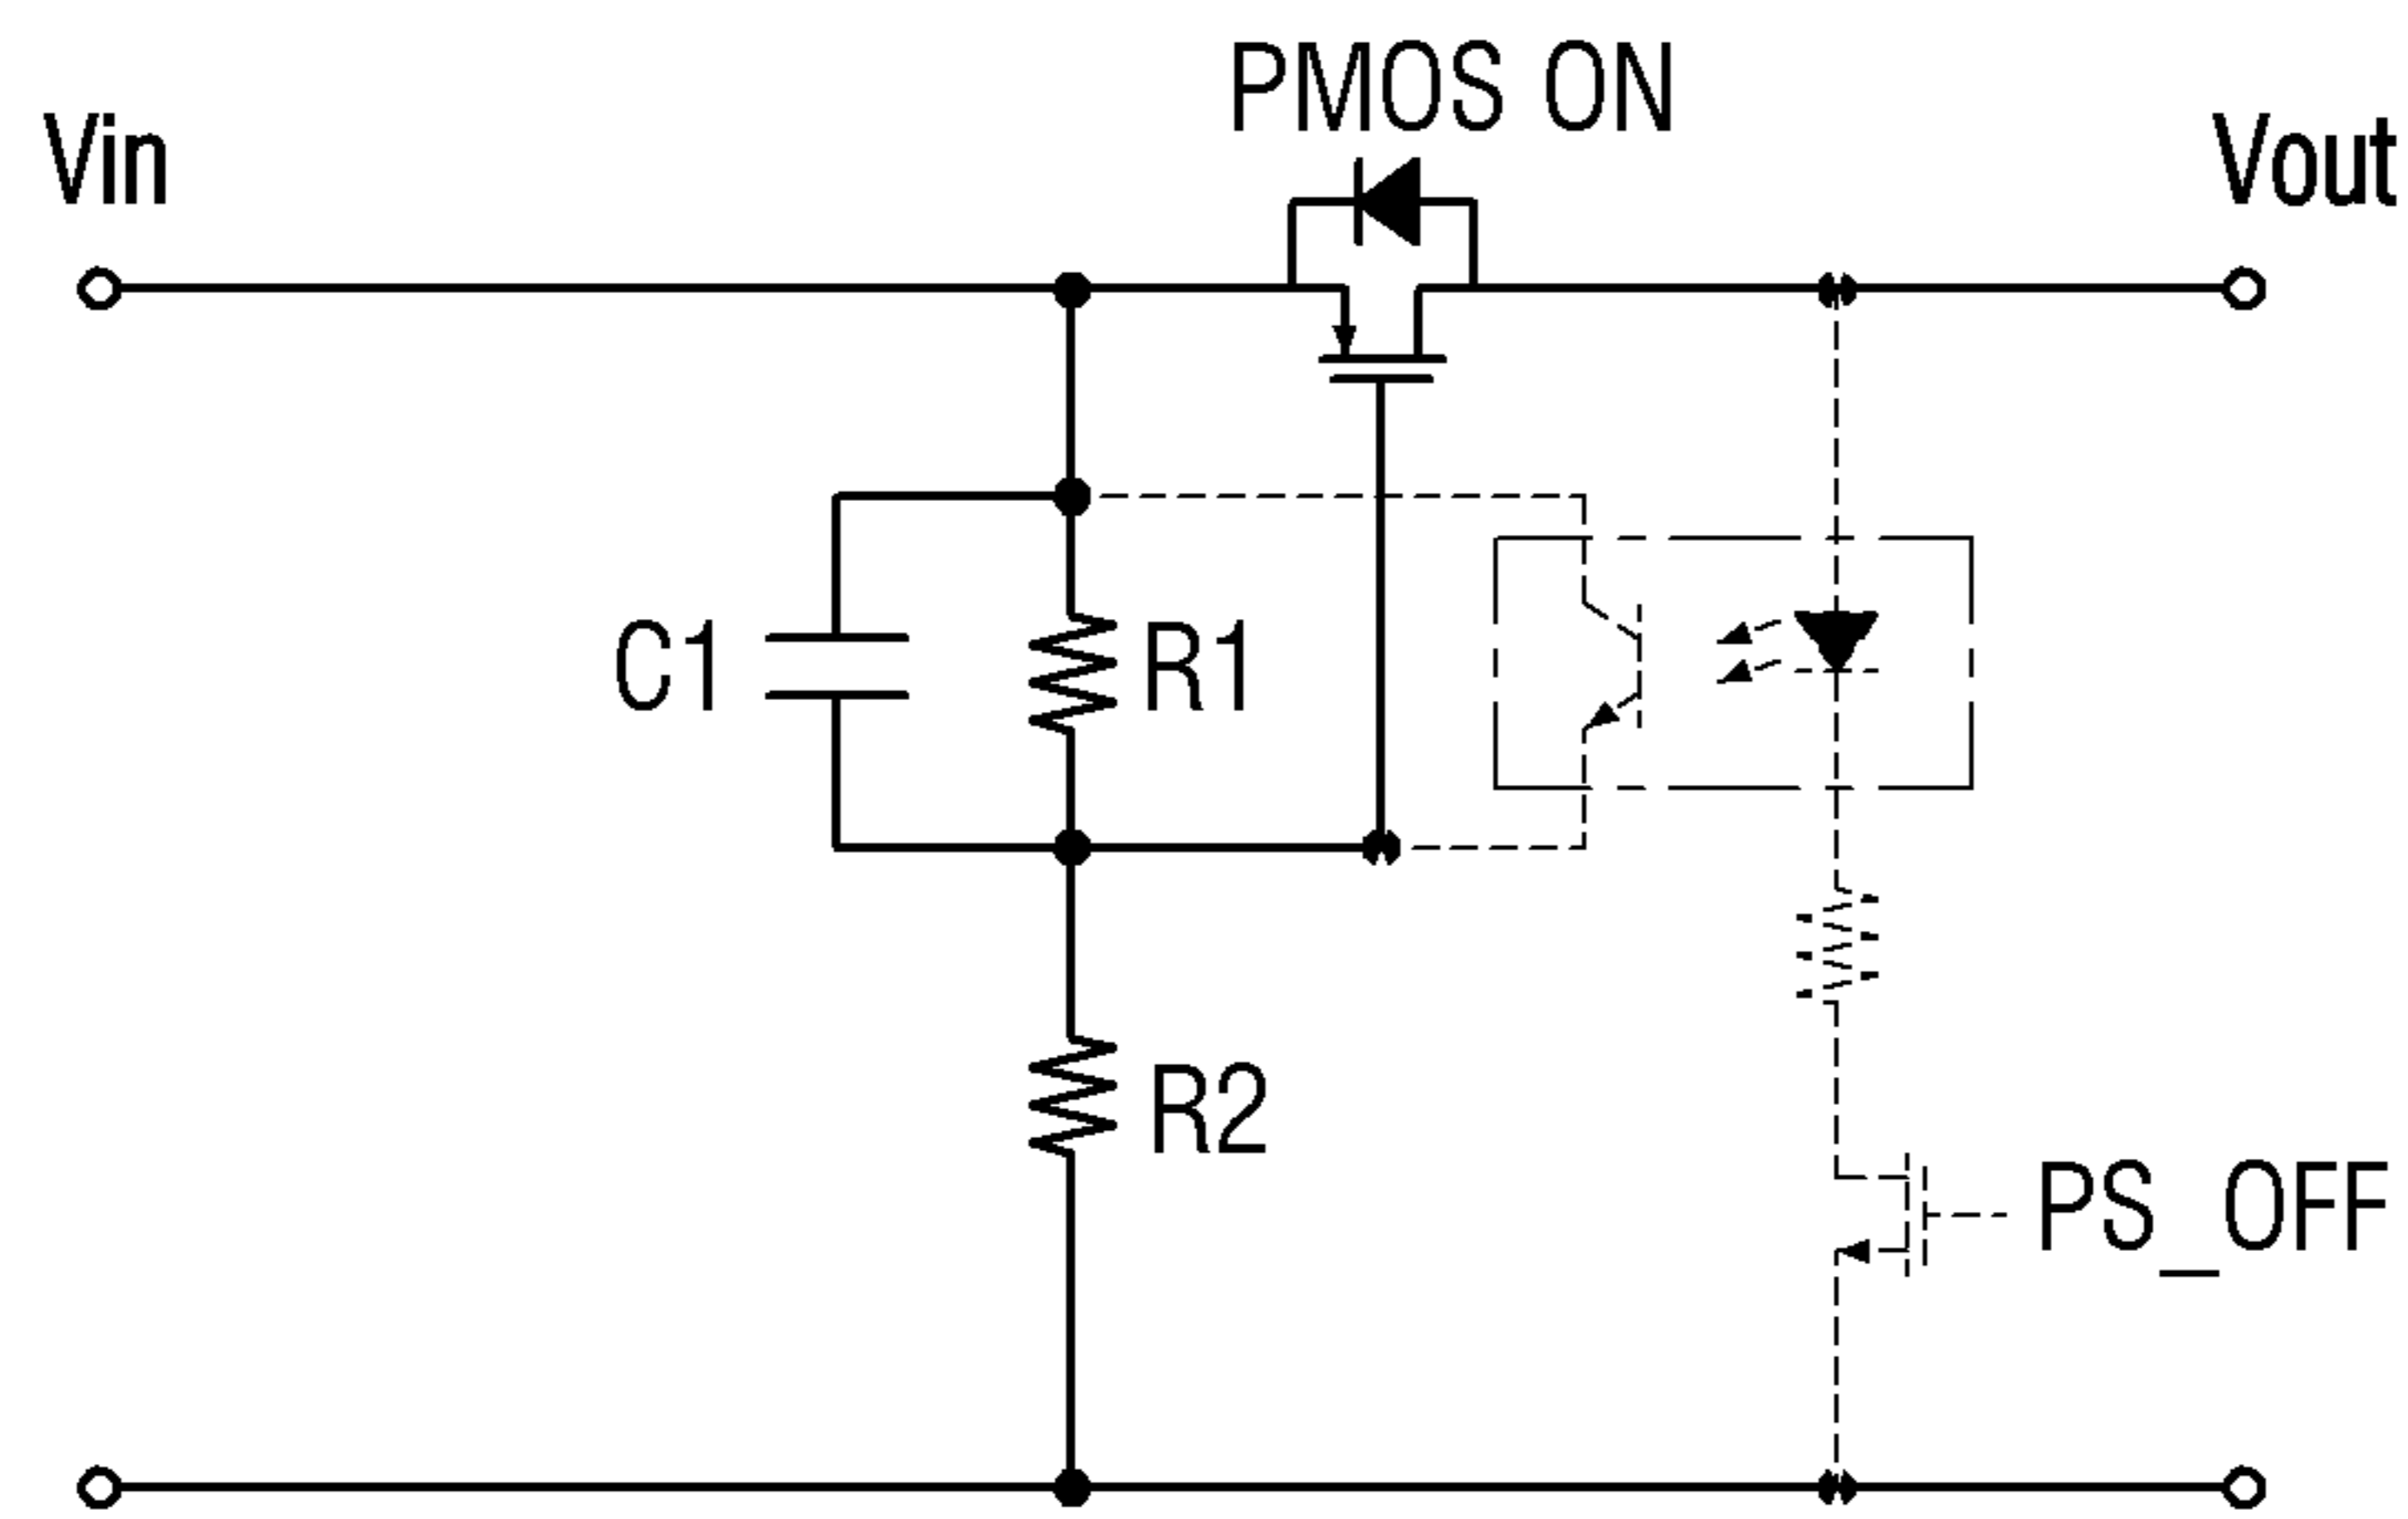 PMOS ON
Vin
Vout
C1
R1
R2
PS_OFF